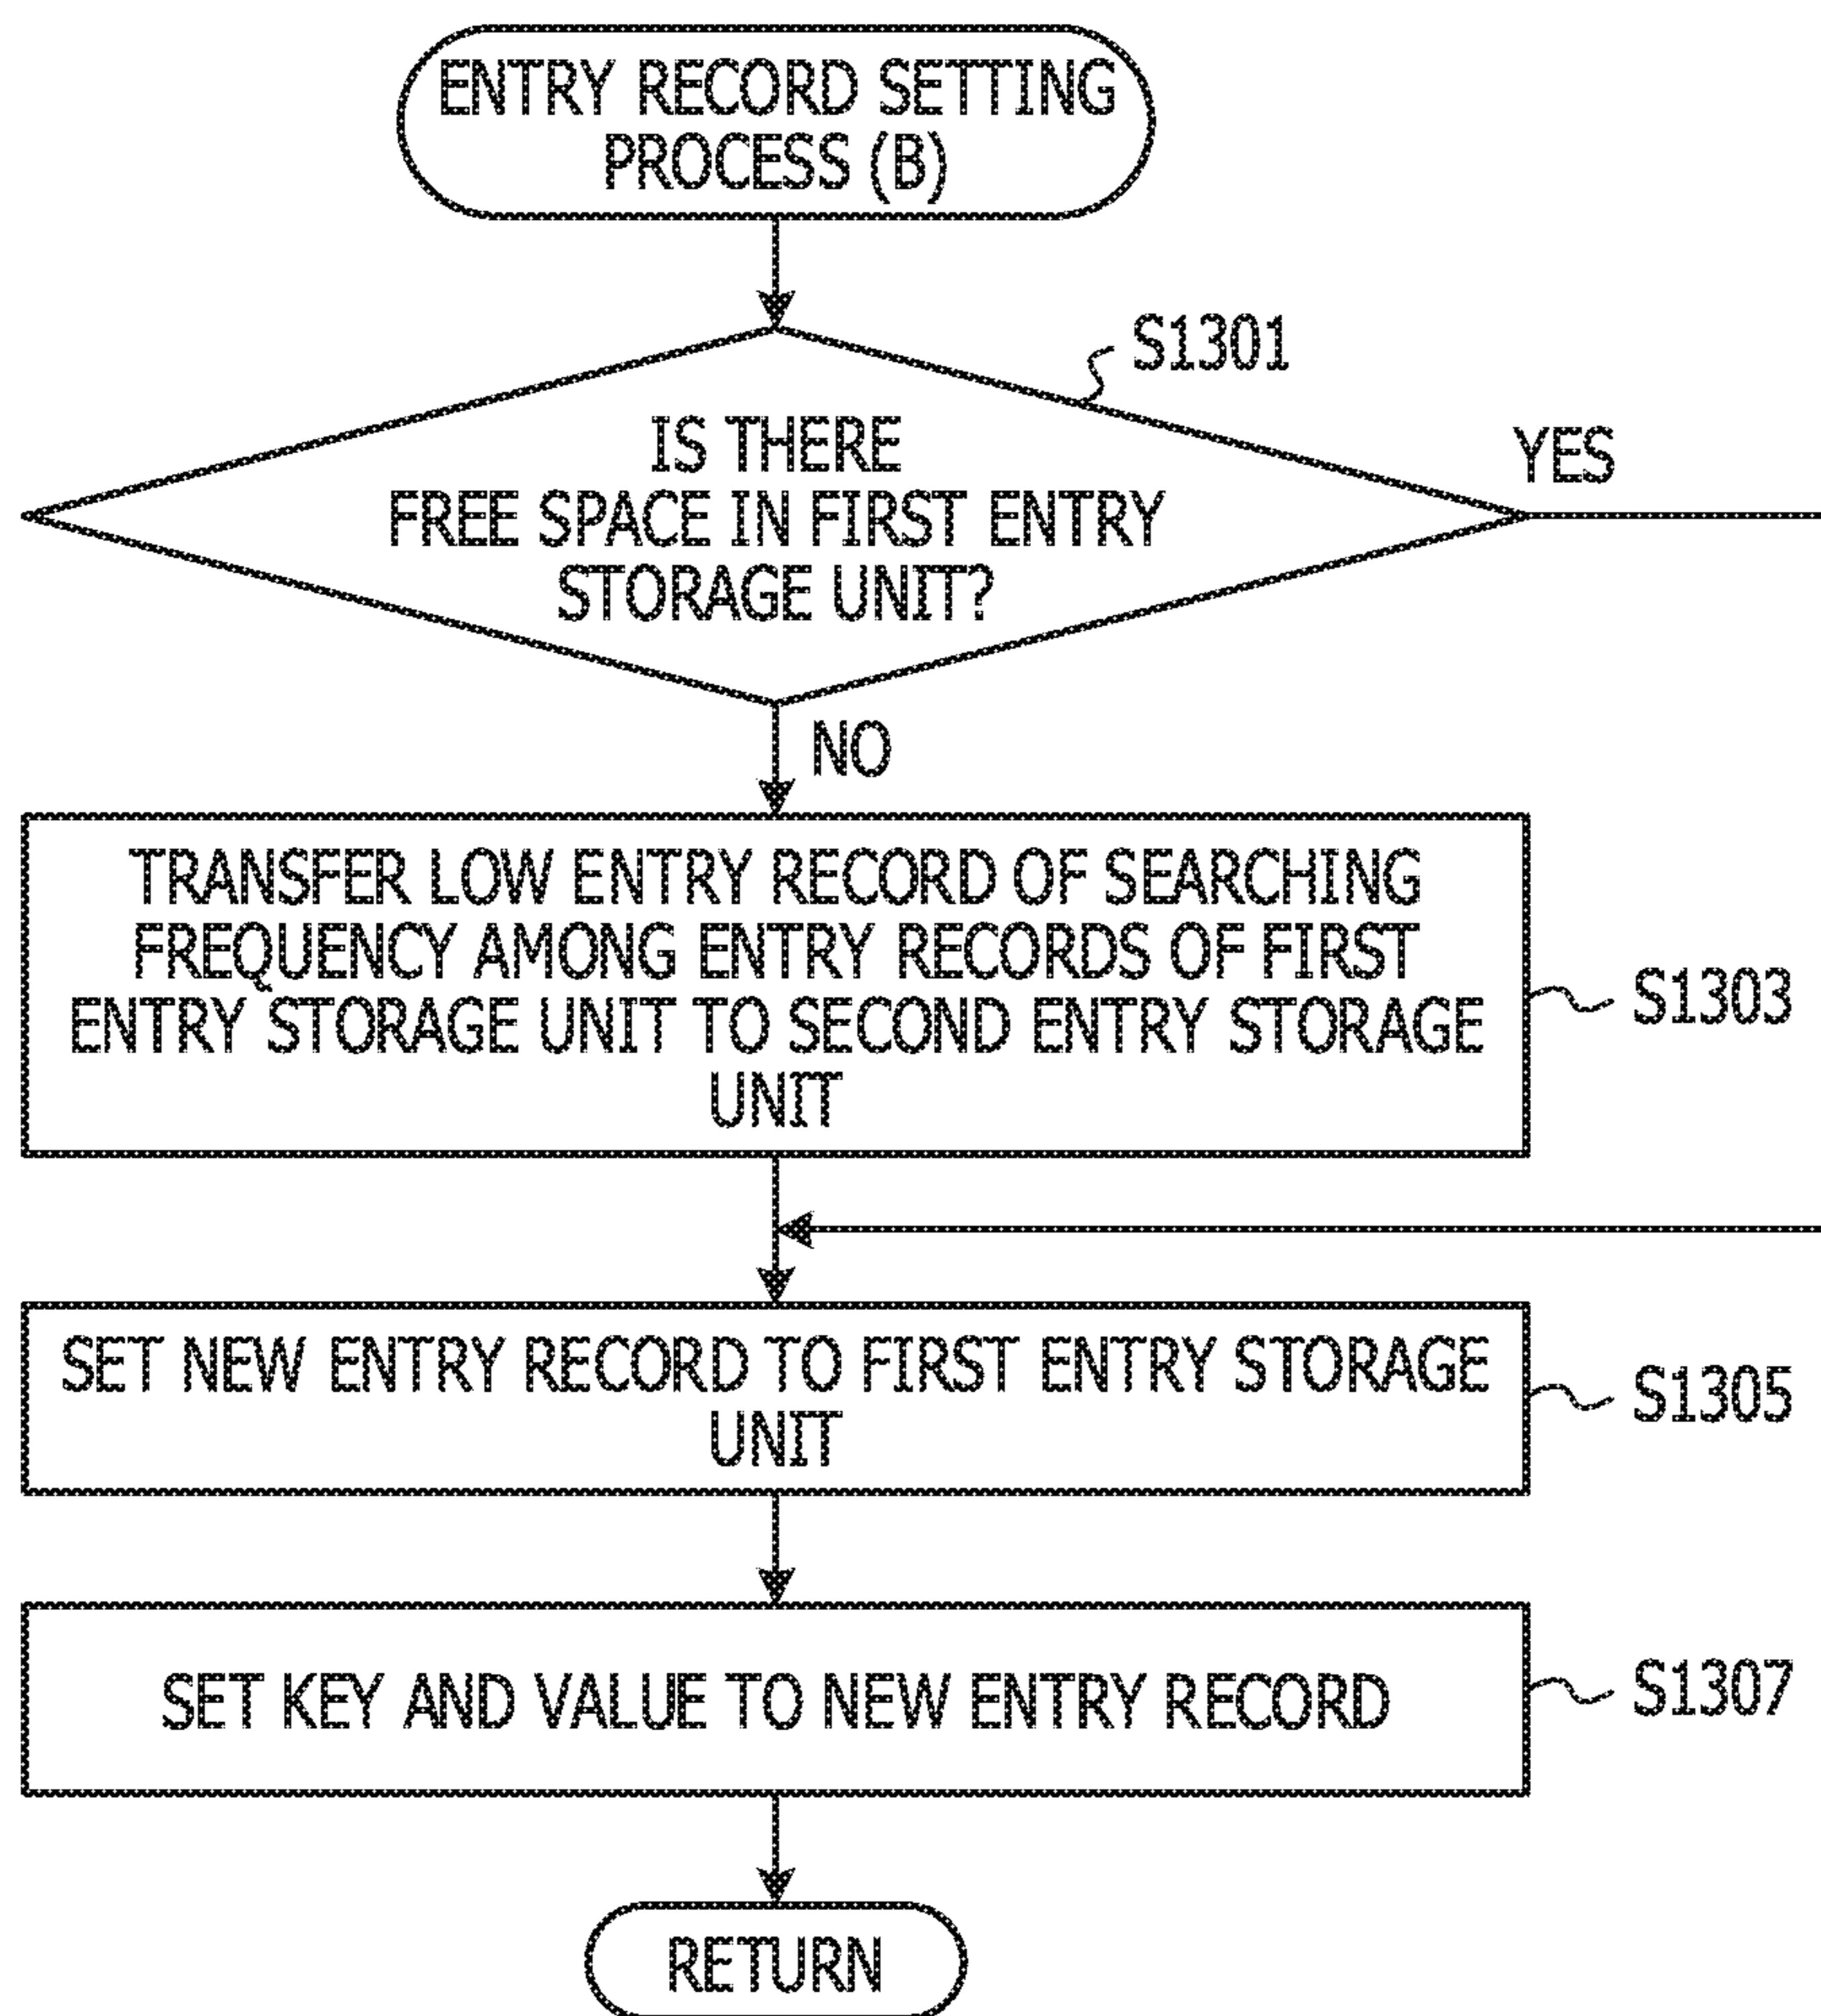 ENTRY RECORD SETTING
PROCESS (B)
S1301
IS THERE
FREE SPACE IN FIRST ENTRY
STORAGE UNIT?
YES
NO
TRANSFER LOW ENTRY RECORD OF SEARCHING
FREQUENCY AMONG ENTRY RECORDS OF FIRST
ENTRY STORAGE UNIT TO SECOND ENTRY STORAGE
UNIT
S1303
SET NEW ENTRY RECORD TO FIRST ENTRY STORAGE
UNIT
S1305
SET KEY AND VALUE TO NEW ENTRY RECORD
S1307
RETURN